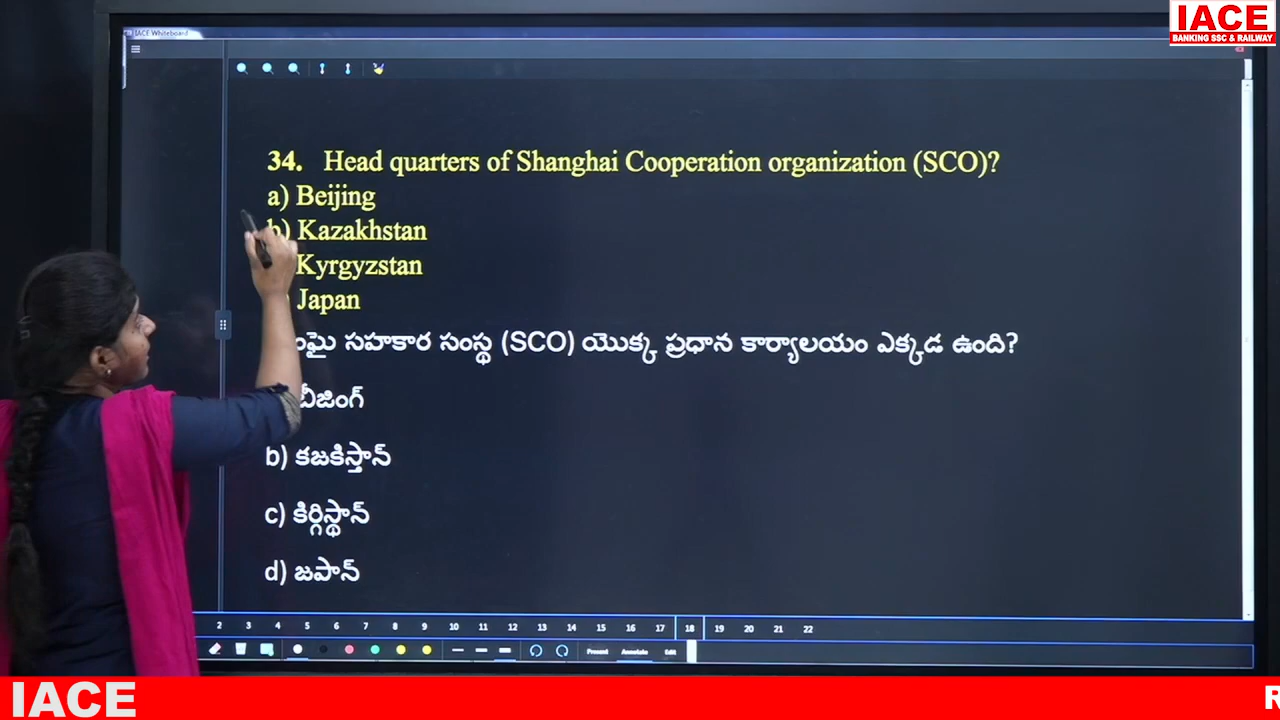 IACE
BANKING SSC & RAILWAY
IACE Whiteboard
34. Head quarters of Shanghai Cooperation organization (SCO)?
a) Beijing
b) Kazakhstan
Kyrgyzstan
Japan
సహకార సంస్థ (SCO) యొక్క ప్రధాన కార్యాలయం ఎక్కడ ఉంది?
బీజింగ్
b) కజకిస్తాన్
c) కిర్గిస్థాన్
d) జపాన్
2 3 4 5 6 7 8 9 10 11 12 13 14 15 16 17 18 19 20 21 22
Present Annotate Edit
IACE R